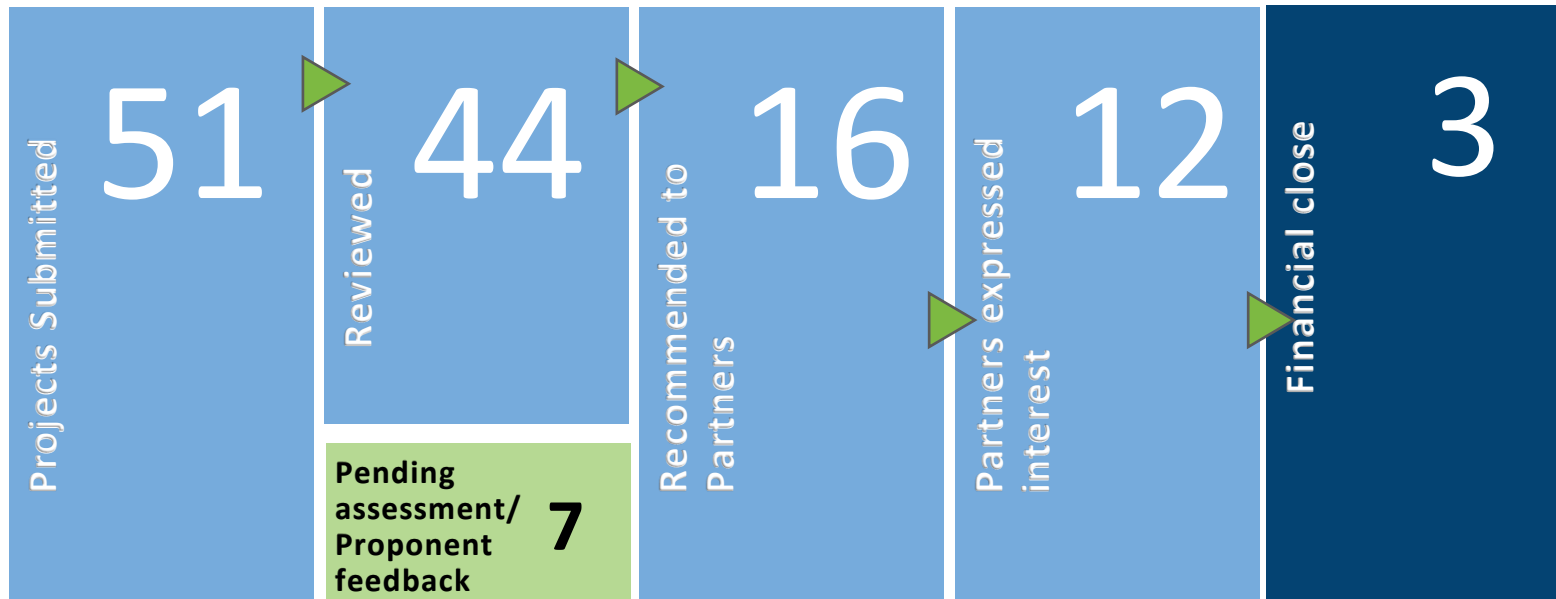 Projects Submitted
51
Reviewed
44
Pending
assessment/
Proponent
feedback
7
Recommended to
Partners
16
Partners expressed
interest
12
Financial close
3